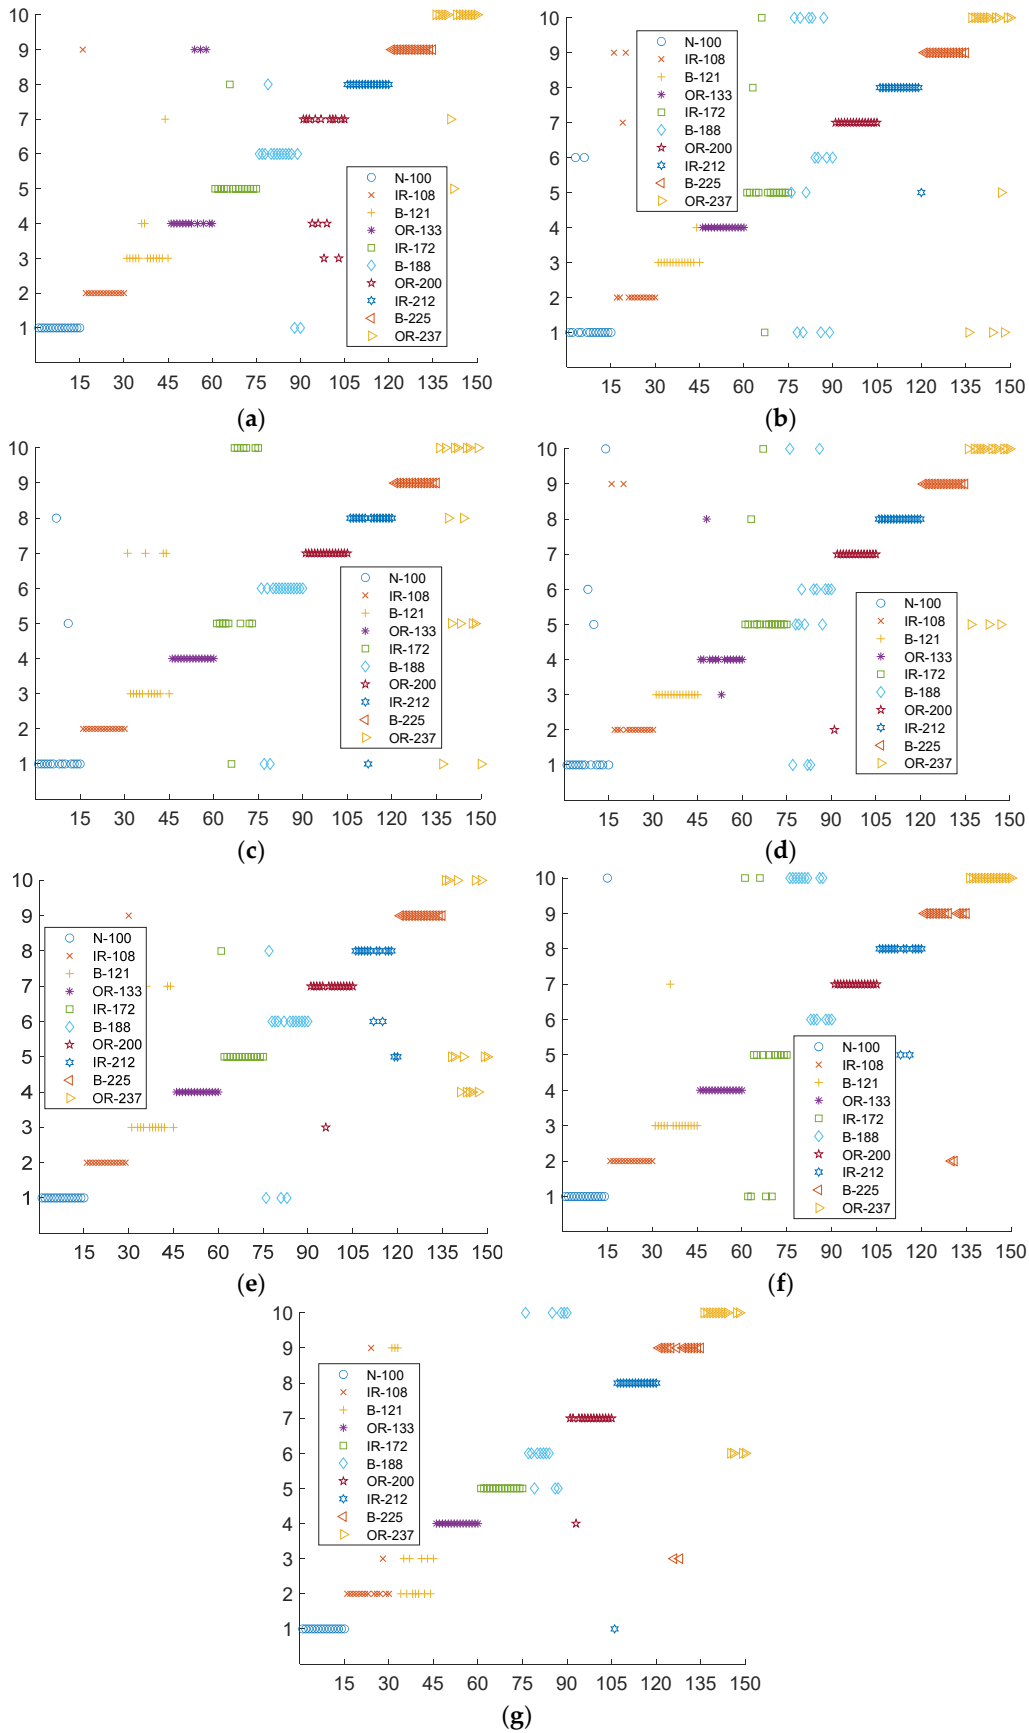 10
9
8
7
6
5
4
3
2
1
N-100
IR-108
B-121
OR-133
IR-172
B-188
OR-200
IR-212
B-225
OR-237
15 30 45 60 75 90 105 120 135 150
(a)
10
9
8
7
6
5
4
3
2
1
N-100
IR-108
B-121
OR-133
IR-172
B-188
OR-200
IR-212
B-225
OR-237
15 30 45 60 75 90 105 120 135 150
(b)
10
9
8
7
6
5
4
3
2
1
N-100
IR-108
B-121
OR-133
IR-172
B-188
OR-200
IR-212
B-225
OR-237
15 30 45 60 75 90 105 120 135 150
(c)
10
9
8
7
6
5
4
3
2
1
N-100
IR-108
B-121
OR-133
IR-172
B-188
OR-200
IR-212
B-225
OR-237
15 30 45 60 75 90 105 120 135 150
(d)
10
9
8
7
6
5
4
3
2
1
N-100
IR-108
B-121
OR-133
IR-172
B-188
OR-200
IR-212
B-225
OR-237
15 30 45 60 75 90 105 120 135 150
(e)
10
9
8
7
6
5
4
3
2
1
N-100
IR-108
B-121
OR-133
IR-172
B-188
OR-200
IR-212
B-225
OR-237
15 30 45 60 75 90 105 120 135 150
(f)
10
9
8
7
6
5
4
3
2
1
N-100
IR-108
B-121
OR-133
IR-172
B-188
OR-200
IR-212
B-225
OR-237
15 30 45 60 75 90 105 120 135 150
(g)